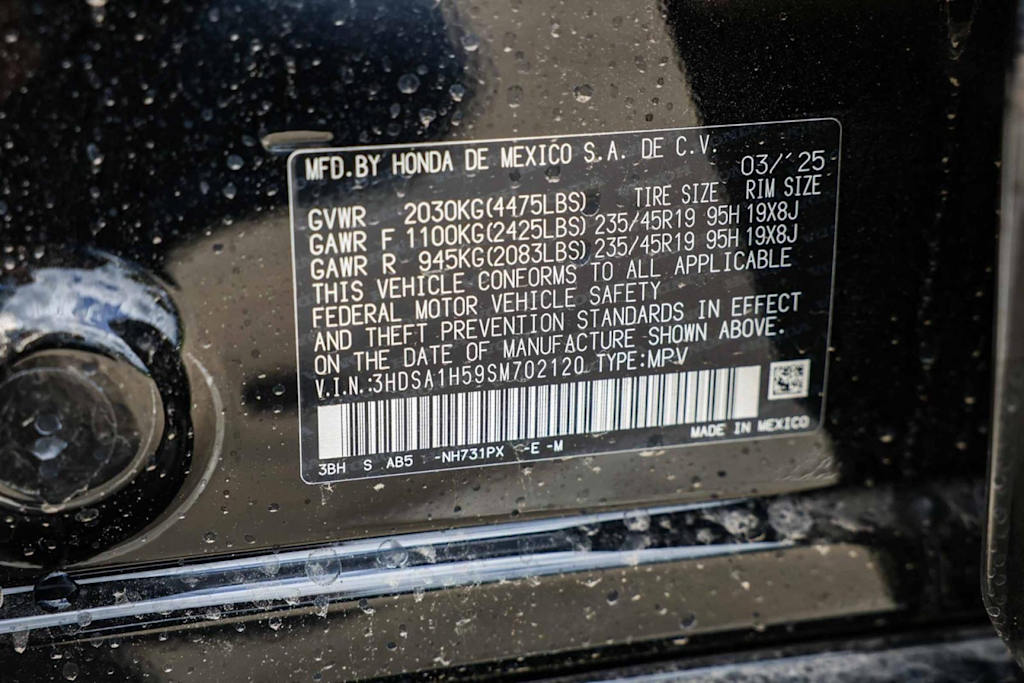 MFD.BY HONDA DE MEXICO S.A. DE C.V.
03/'25
GVWR 2030KG(4475LBS) TIRE SIZE RIM SIZE
GAWR F 1100KG(2425LBS) 235/45R19 95H 19X8J
GAWR R 945KG(2083LBS) 235/45R19 95H 19X8J
THIS VEHICLE CONFORMS TO ALL APPLICABLE
FEDERAL MOTOR VEHICLE SAFETY
AND THEFT PREVENTION STANDARDS IN EFFECT
ON THE DATE OF MANUFACTURE SHOWN ABOVE.
V.I.N.:3HDSA1H59SM702120 TYPE:MPV
MADE IN MEXICO
3BH S AB5 -NH731PX -E -M